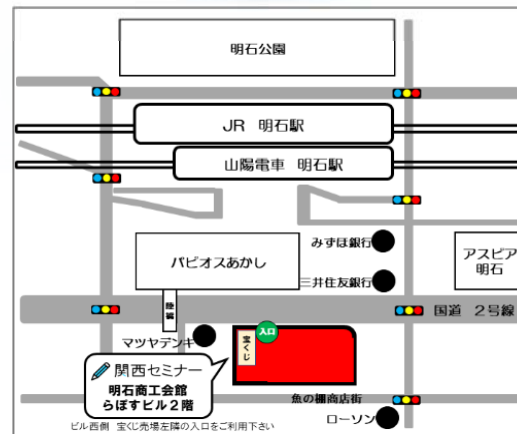 明石公園
JR 明石駅
山陽電車 明石駅
みずほ銀行
パピオスあかし
アスピア
明石
三井住友銀行
国道 2号線
陸橋
マツヤデンキ
入口
宝くじ
関西セミナー
明石商工会館
らぽすビル2階
魚の棚商店街
ローソン
ビル西側 宝くじ売場左隣の入口をご利用下さい